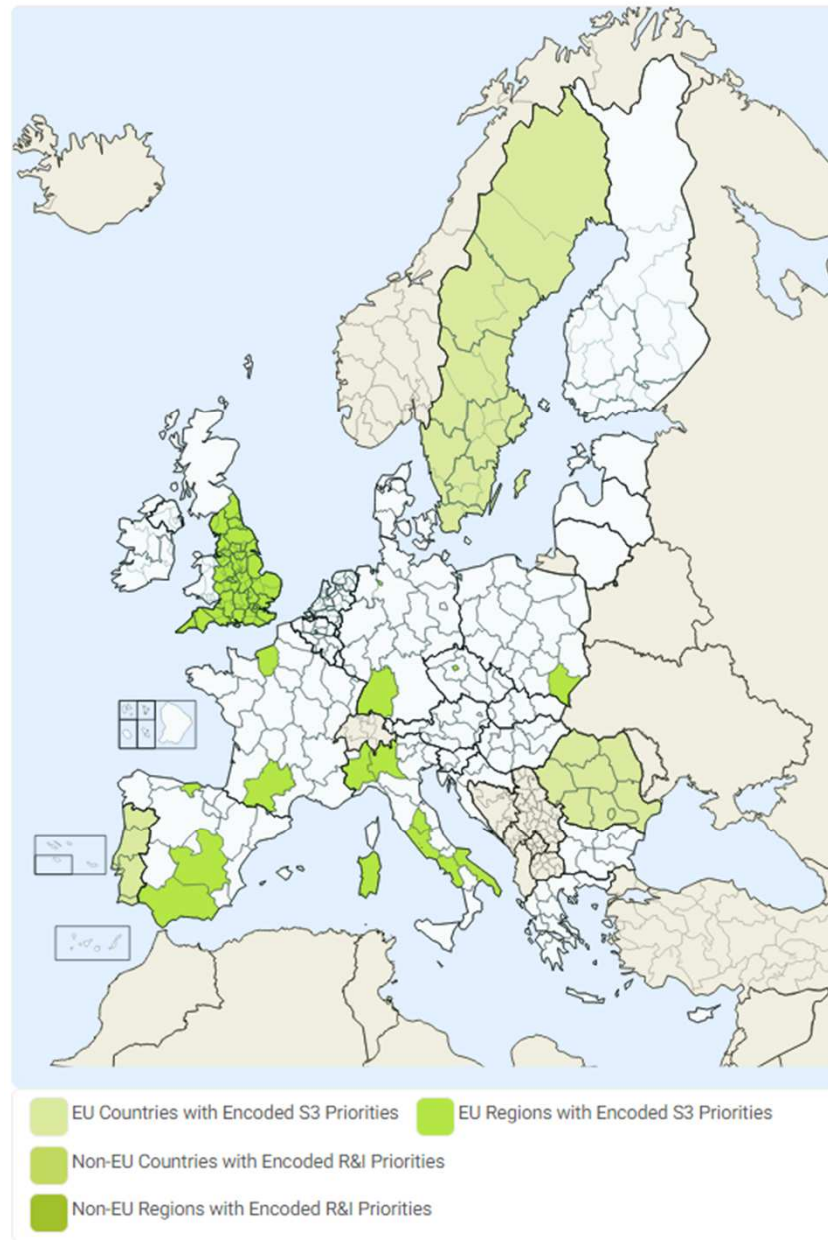 EU Countries with Encoded S3 Priorities EU Regions with Encoded S3 Priorities
Non-EU Countries with Encoded R&I Priorities
Non-EU Regions with Encoded R&I Priorities